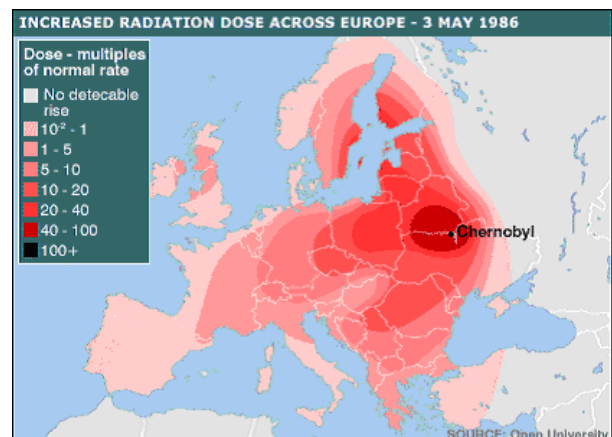 INCREASED RADIATION DOSE ACROSS EUROPE - 3 MAY 1986
Dose - multiples
of normal rate
No detecable
rise
10⁻² - 1
1 - 5
5 - 10
10 - 20
20 - 40
40 - 100
100+
Chernobyl
SOURCE: Open University